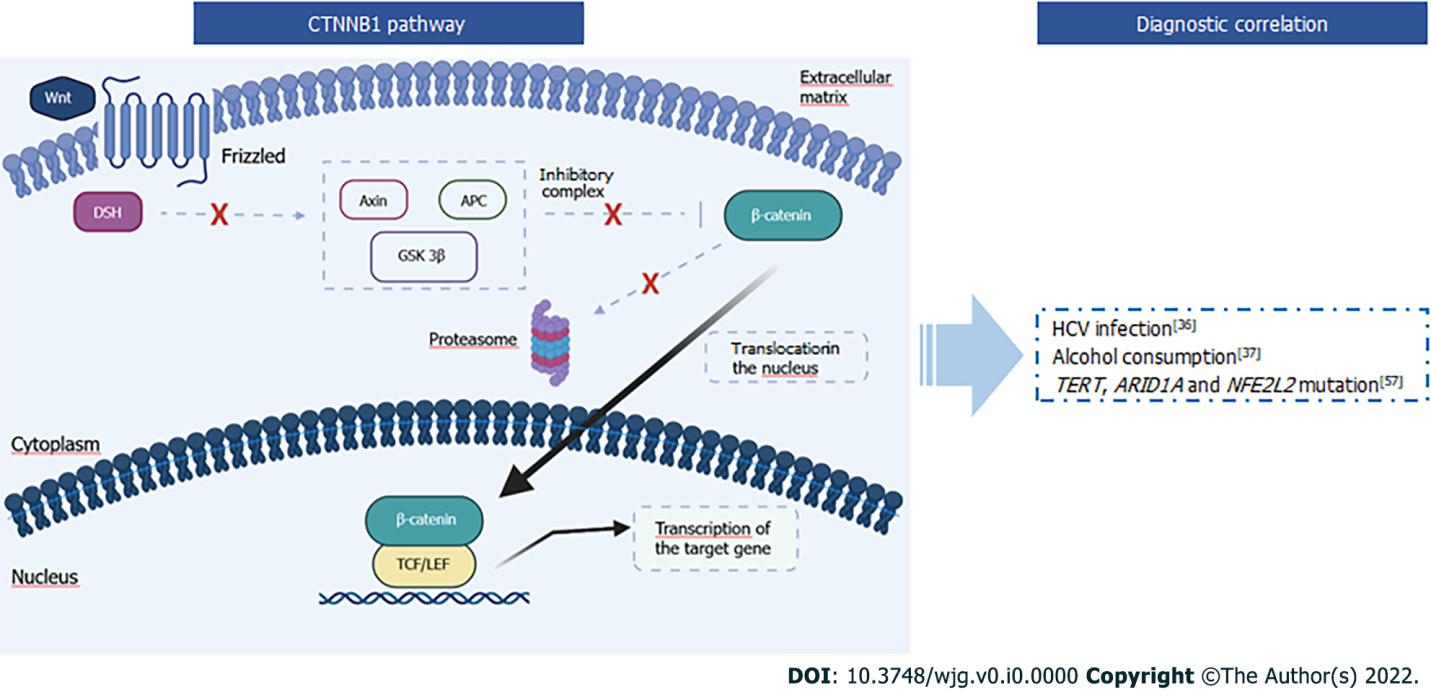 CTNNB1 pathway
Diagnostic correlation
Wnt
Extracellular
matrix
Frizzled
DSH
X
Axin
APC
GSK 3β
Inhibitory
complex
X
β-catenin
X
Proteasome
Translocationin
the nucleus
HCV infection[36]
Alcohol consumption[37]
TERT, ARID1A and NFE2L2 mutation[57]
Cytoplasm
β-catenin
TCF/LEF
Transcription of
the target gene
Nucleus
DOI: 10.3748/wjg.v0.i0.0000 Copyright ©The Author(s) 2022.